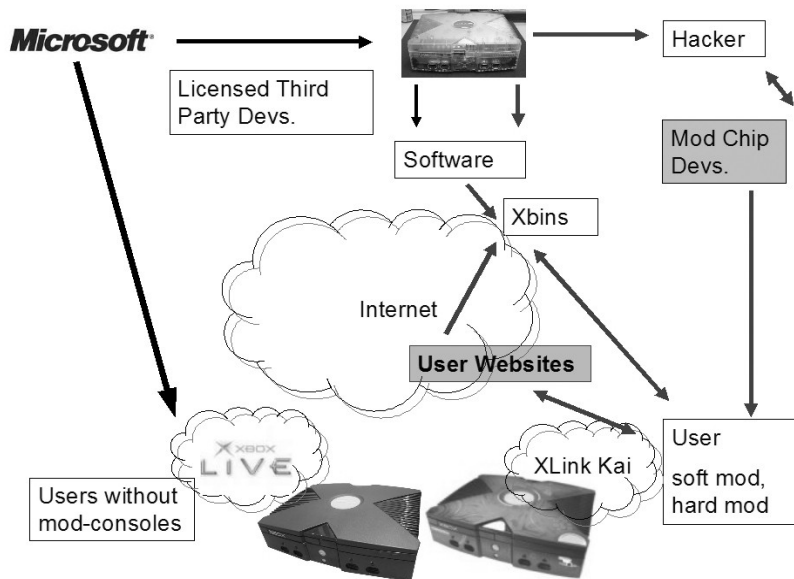 Microsoft
Hacker
Licensed Third
Party Devs.
Mod Chip
Devs.
Software
Xbins
Internet
User Websites
XBOX
LIVE
XLink Kai
User
soft mod,
hard mod
Users without
mod-consoles